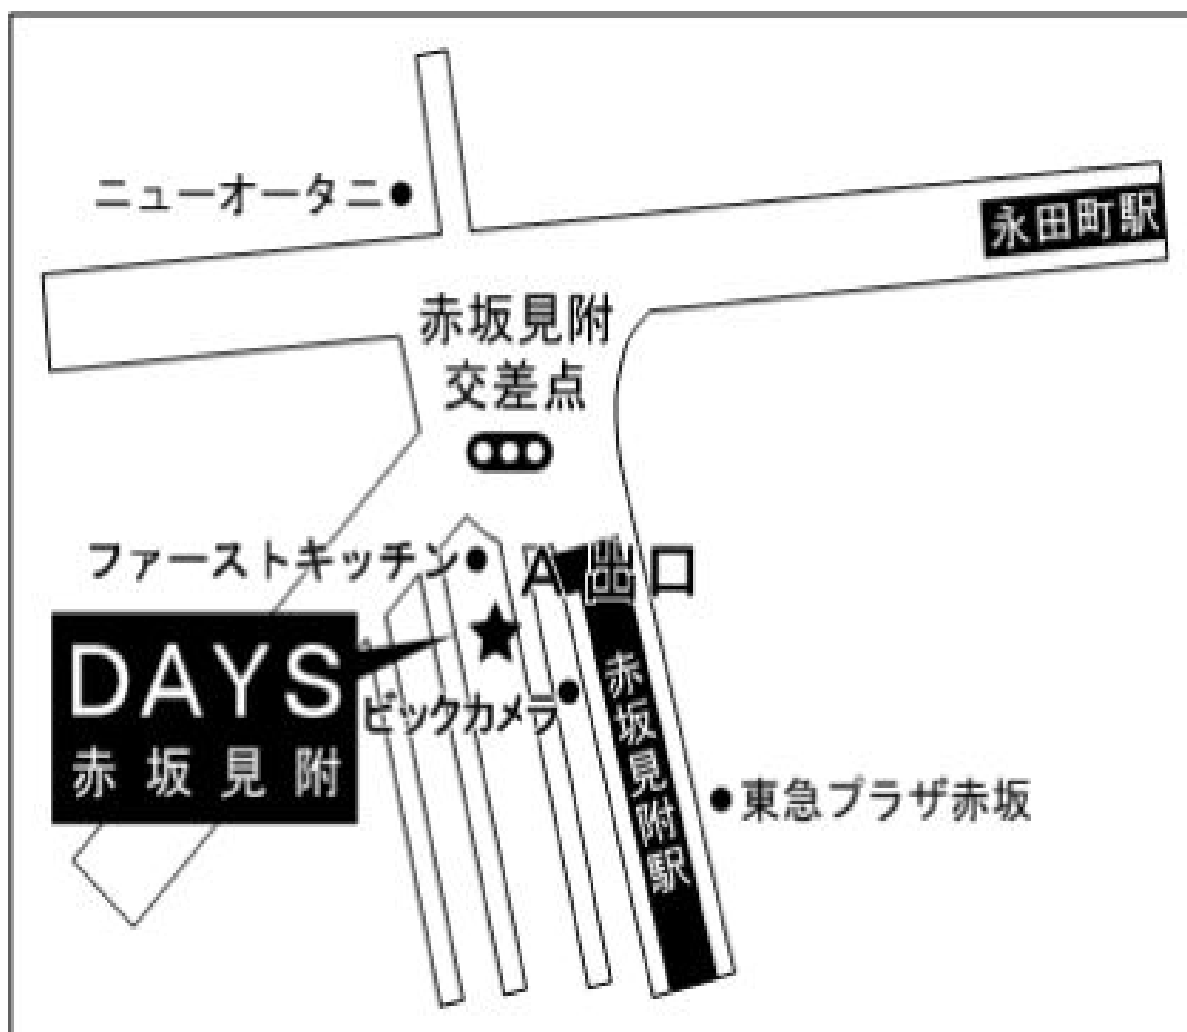 ニューオータニ
永田町駅
赤坂見附
交差点
ファーストキッチン
A出口
DAYS
赤坂見附
ビックカメラ
赤坂見附駅
東急プラザ赤坂